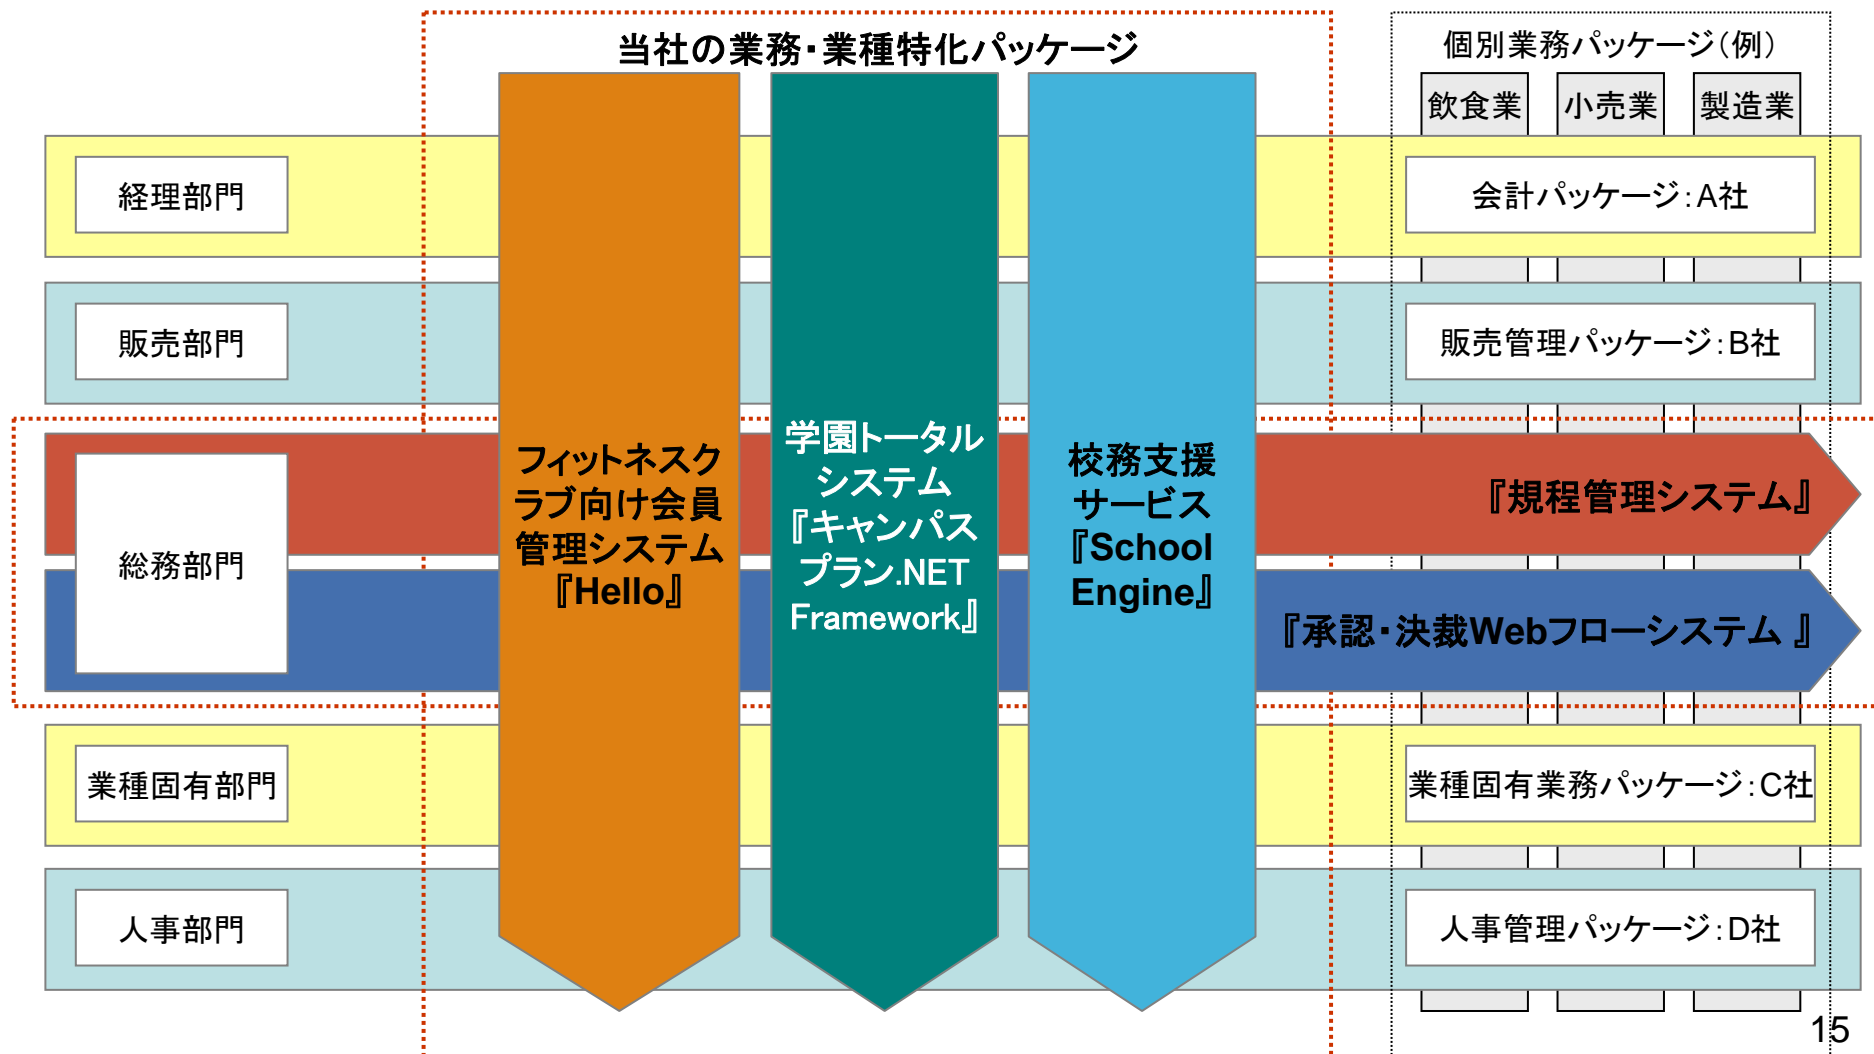 当社の業務・業種特化パッケージ
個別業務パッケージ（例）
飲食業
小売業
製造業
経理部門
会計パッケージ：A社
販売部門
販売管理パッケージ：B社
総務部門
フィットネスク
ラブ向け会員
管理システム
『Hello』
学園トータル
システム
『キャンパス
プラン.NET
Framework』
校務支援
サービス
『School
Engine』
『規程管理システム』
『承認・決裁Webフローシステム 』
業種固有部門
業種固有業務パッケージ：C社
人事部門
人事管理パッケージ：D社
15